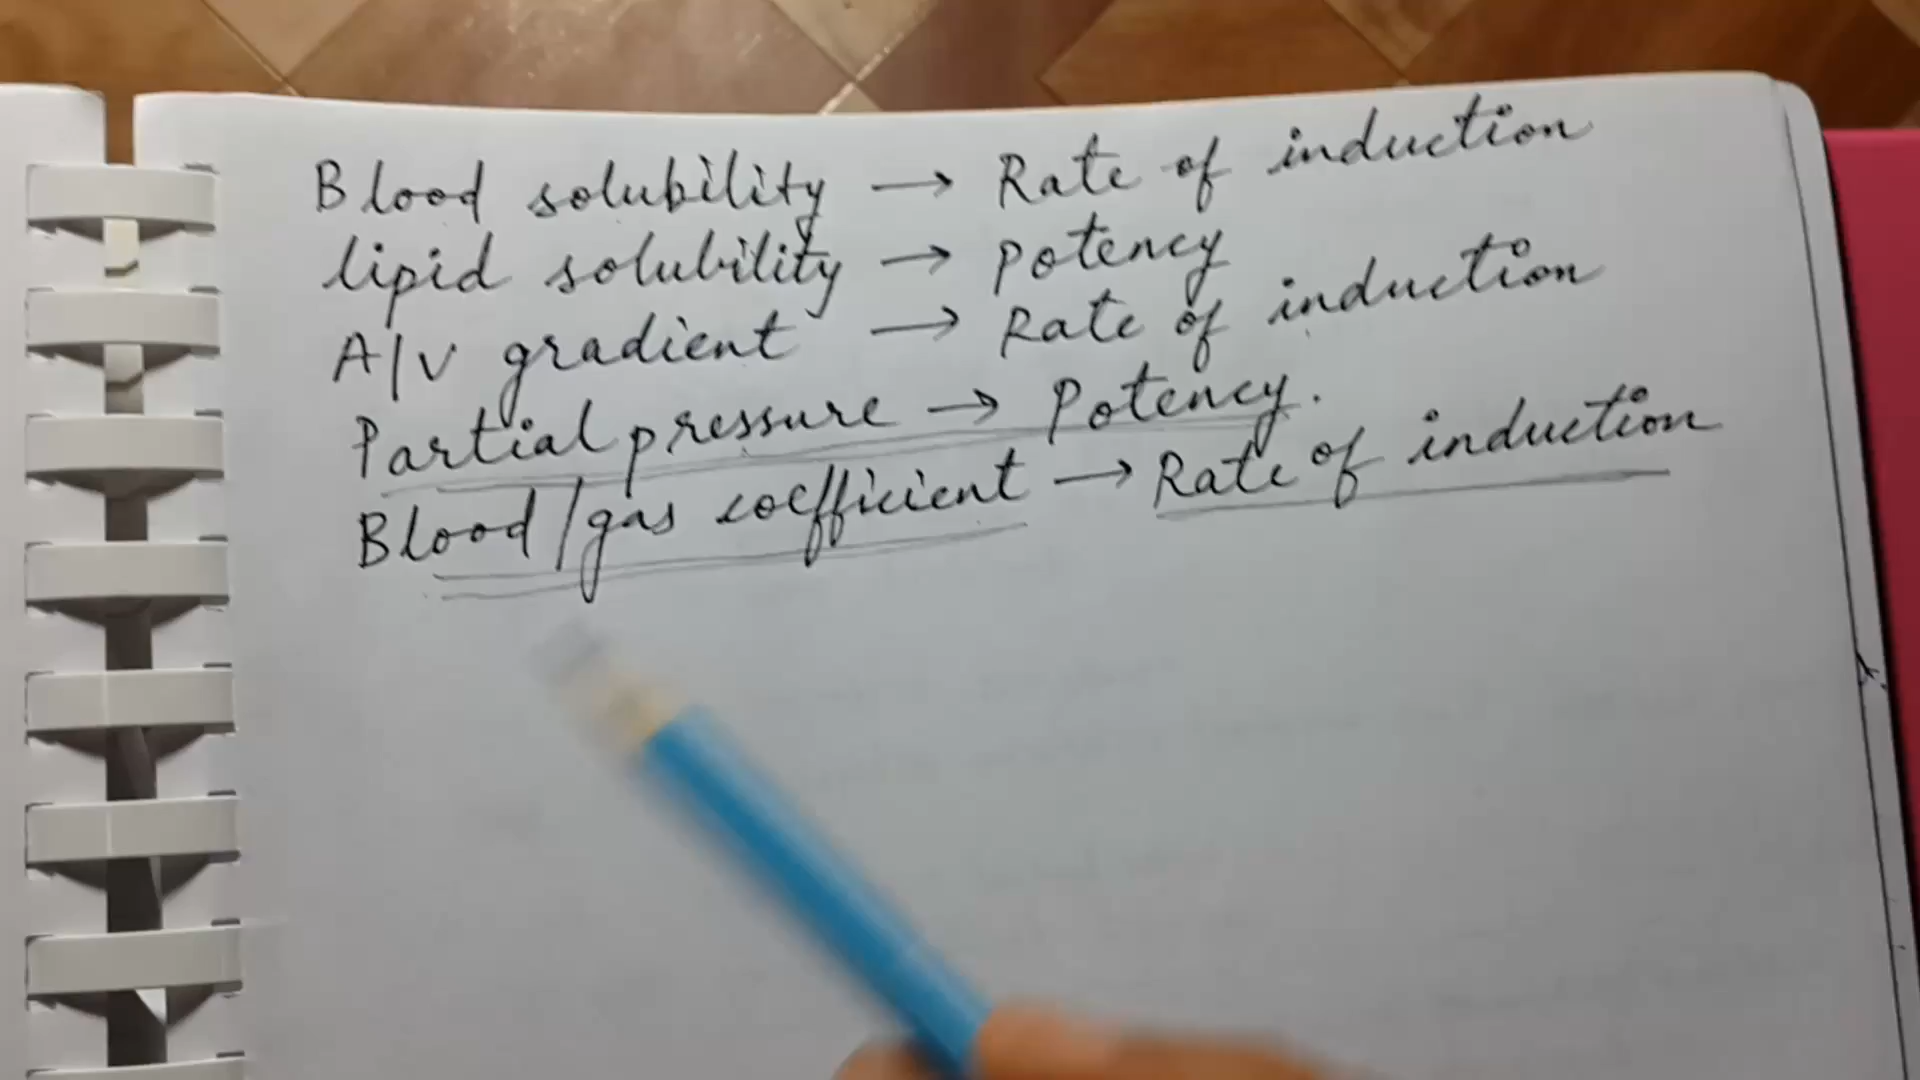 Blood solubility → Rate of induction
lipid solubility → Potency
A/V gradient → Rate of induction
Partial pressure → Potency.
Blood/gas coefficient → Rate of induction